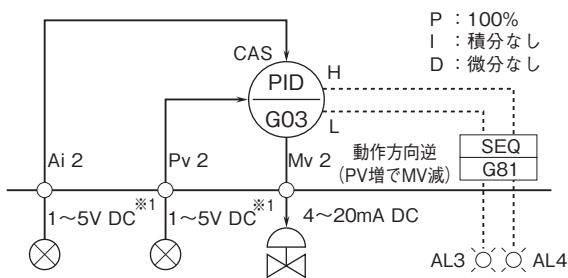 P : 100%
I : 積分なし
D : 微分なし
CAS
H
PID
G03
L
Ai 2
Pv 2
Mv 2
動作方向逆
(PV増でMV減)
SEQ
G81
1〜5V DC※1
1〜5V DC※1
4〜20mA DC
AL3
AL4